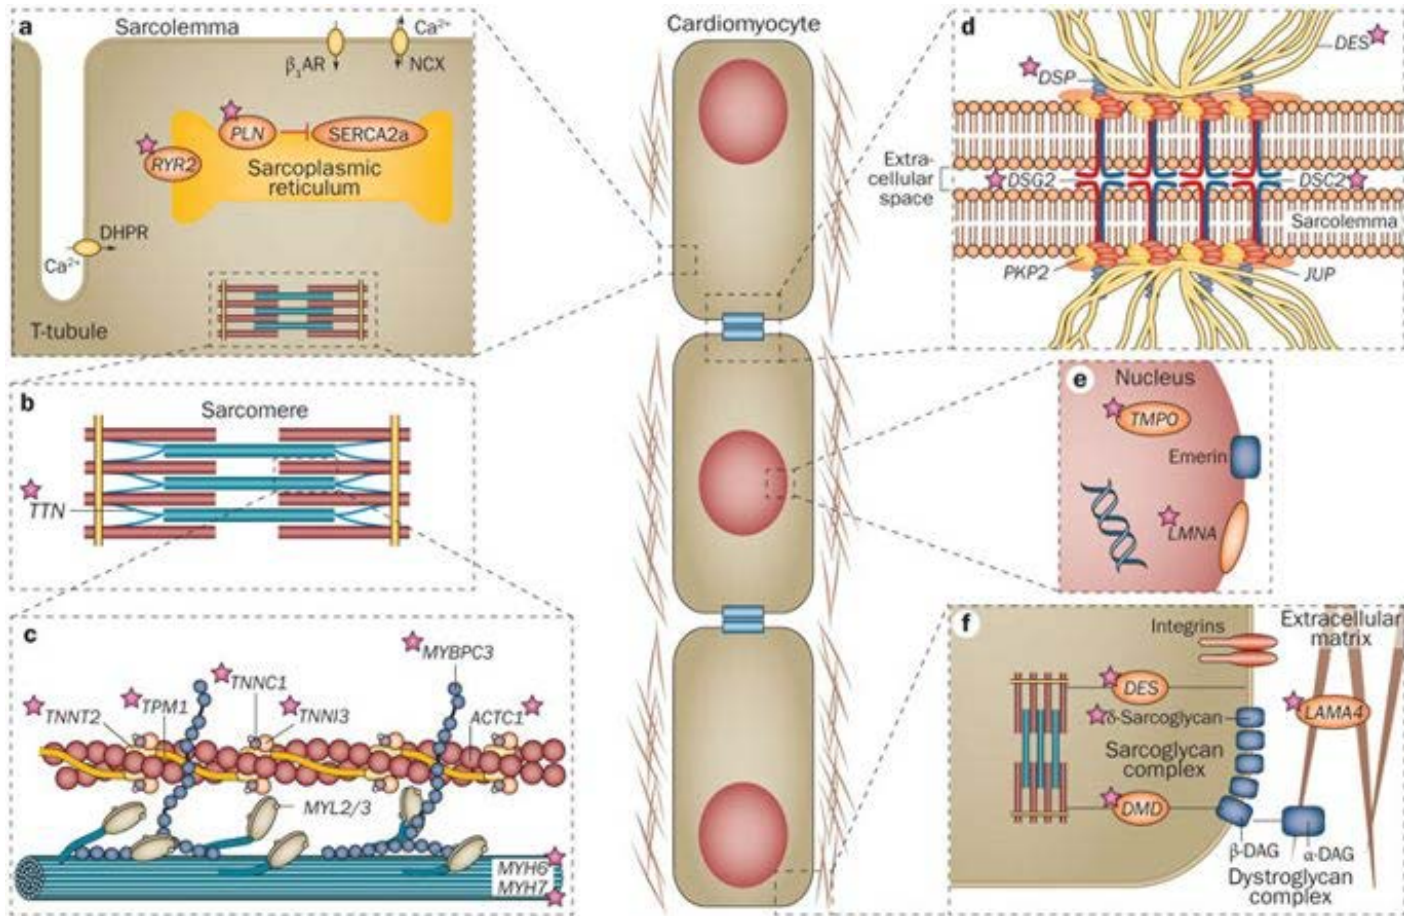 a
Sarcolemma
Ca²⁺
β₁AR
NCX
PLN
SERCA2a
RYR2
Sarcoplasmic
reticulum
DHPR
Ca²⁺
T-tubule
b
Sarcomere
TTN
c
MYBPC3
TNNC1
TNNT2
TPM1
TNNI3
ACTC1
MYL2/3
MYH6
MYH7
Cardiomyocyte
d
DES
DSP
Extra-
cellular
space
DSG2
DSC2
Sarcolemma
PKP2
JUP
e
Nucleus
TMPO
Emerin
LMNA
f
Integrins
Extracellular
matrix
DES
δ-Sarcoglycan
LAMA4
Sarcoglycan
complex
DMD
β-DAG
α-DAG
Dystroglycan
complex